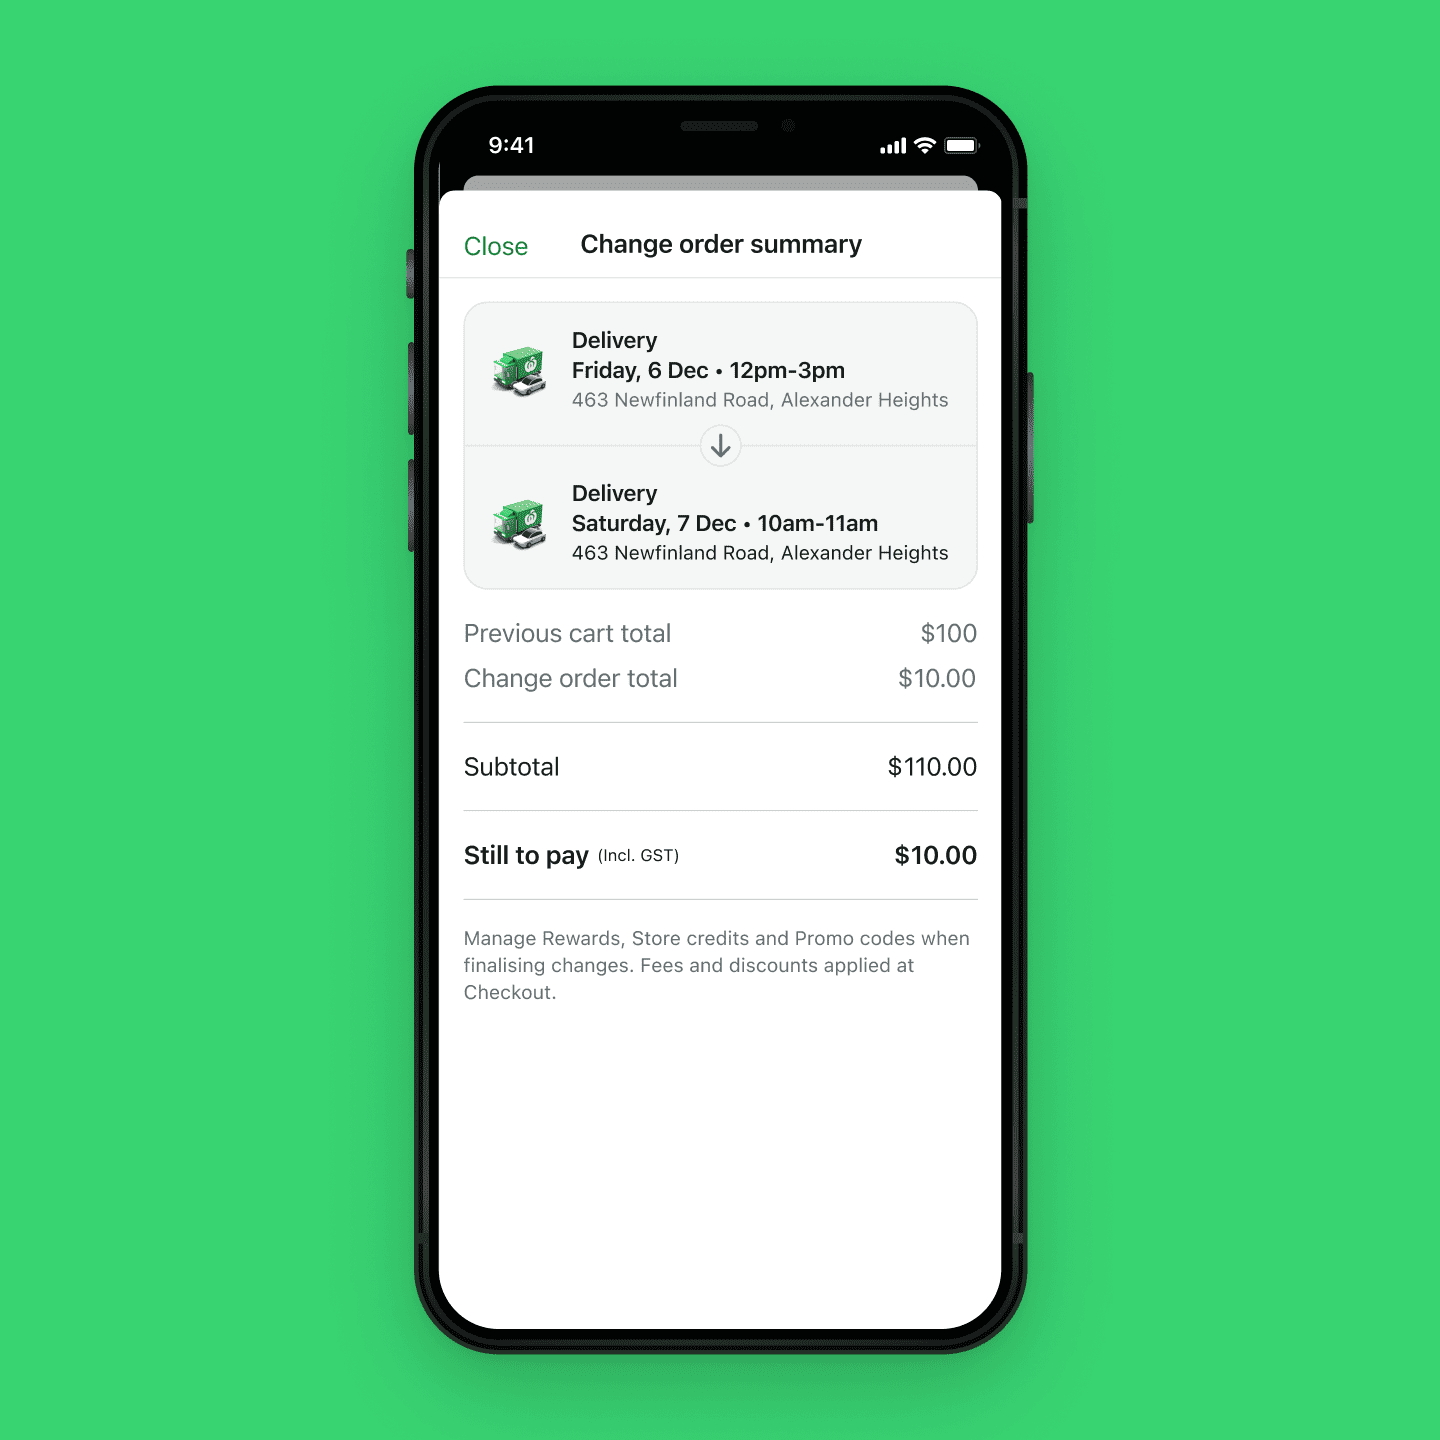 9:41
Close
Change order summary
Delivery
Friday, 6 Dec • 12pm-3pm
463 Newfinland Road, Alexander Heights
Delivery
Saturday, 7 Dec • 10am-11am
463 Newfinland Road, Alexander Heights
Previous cart total $100
Change order total $10.00
Subtotal $110.00
Still to pay (Incl. GST) $10.00
Manage Rewards, Store credits and Promo codes when
finalising changes. Fees and discounts applied at
Checkout.